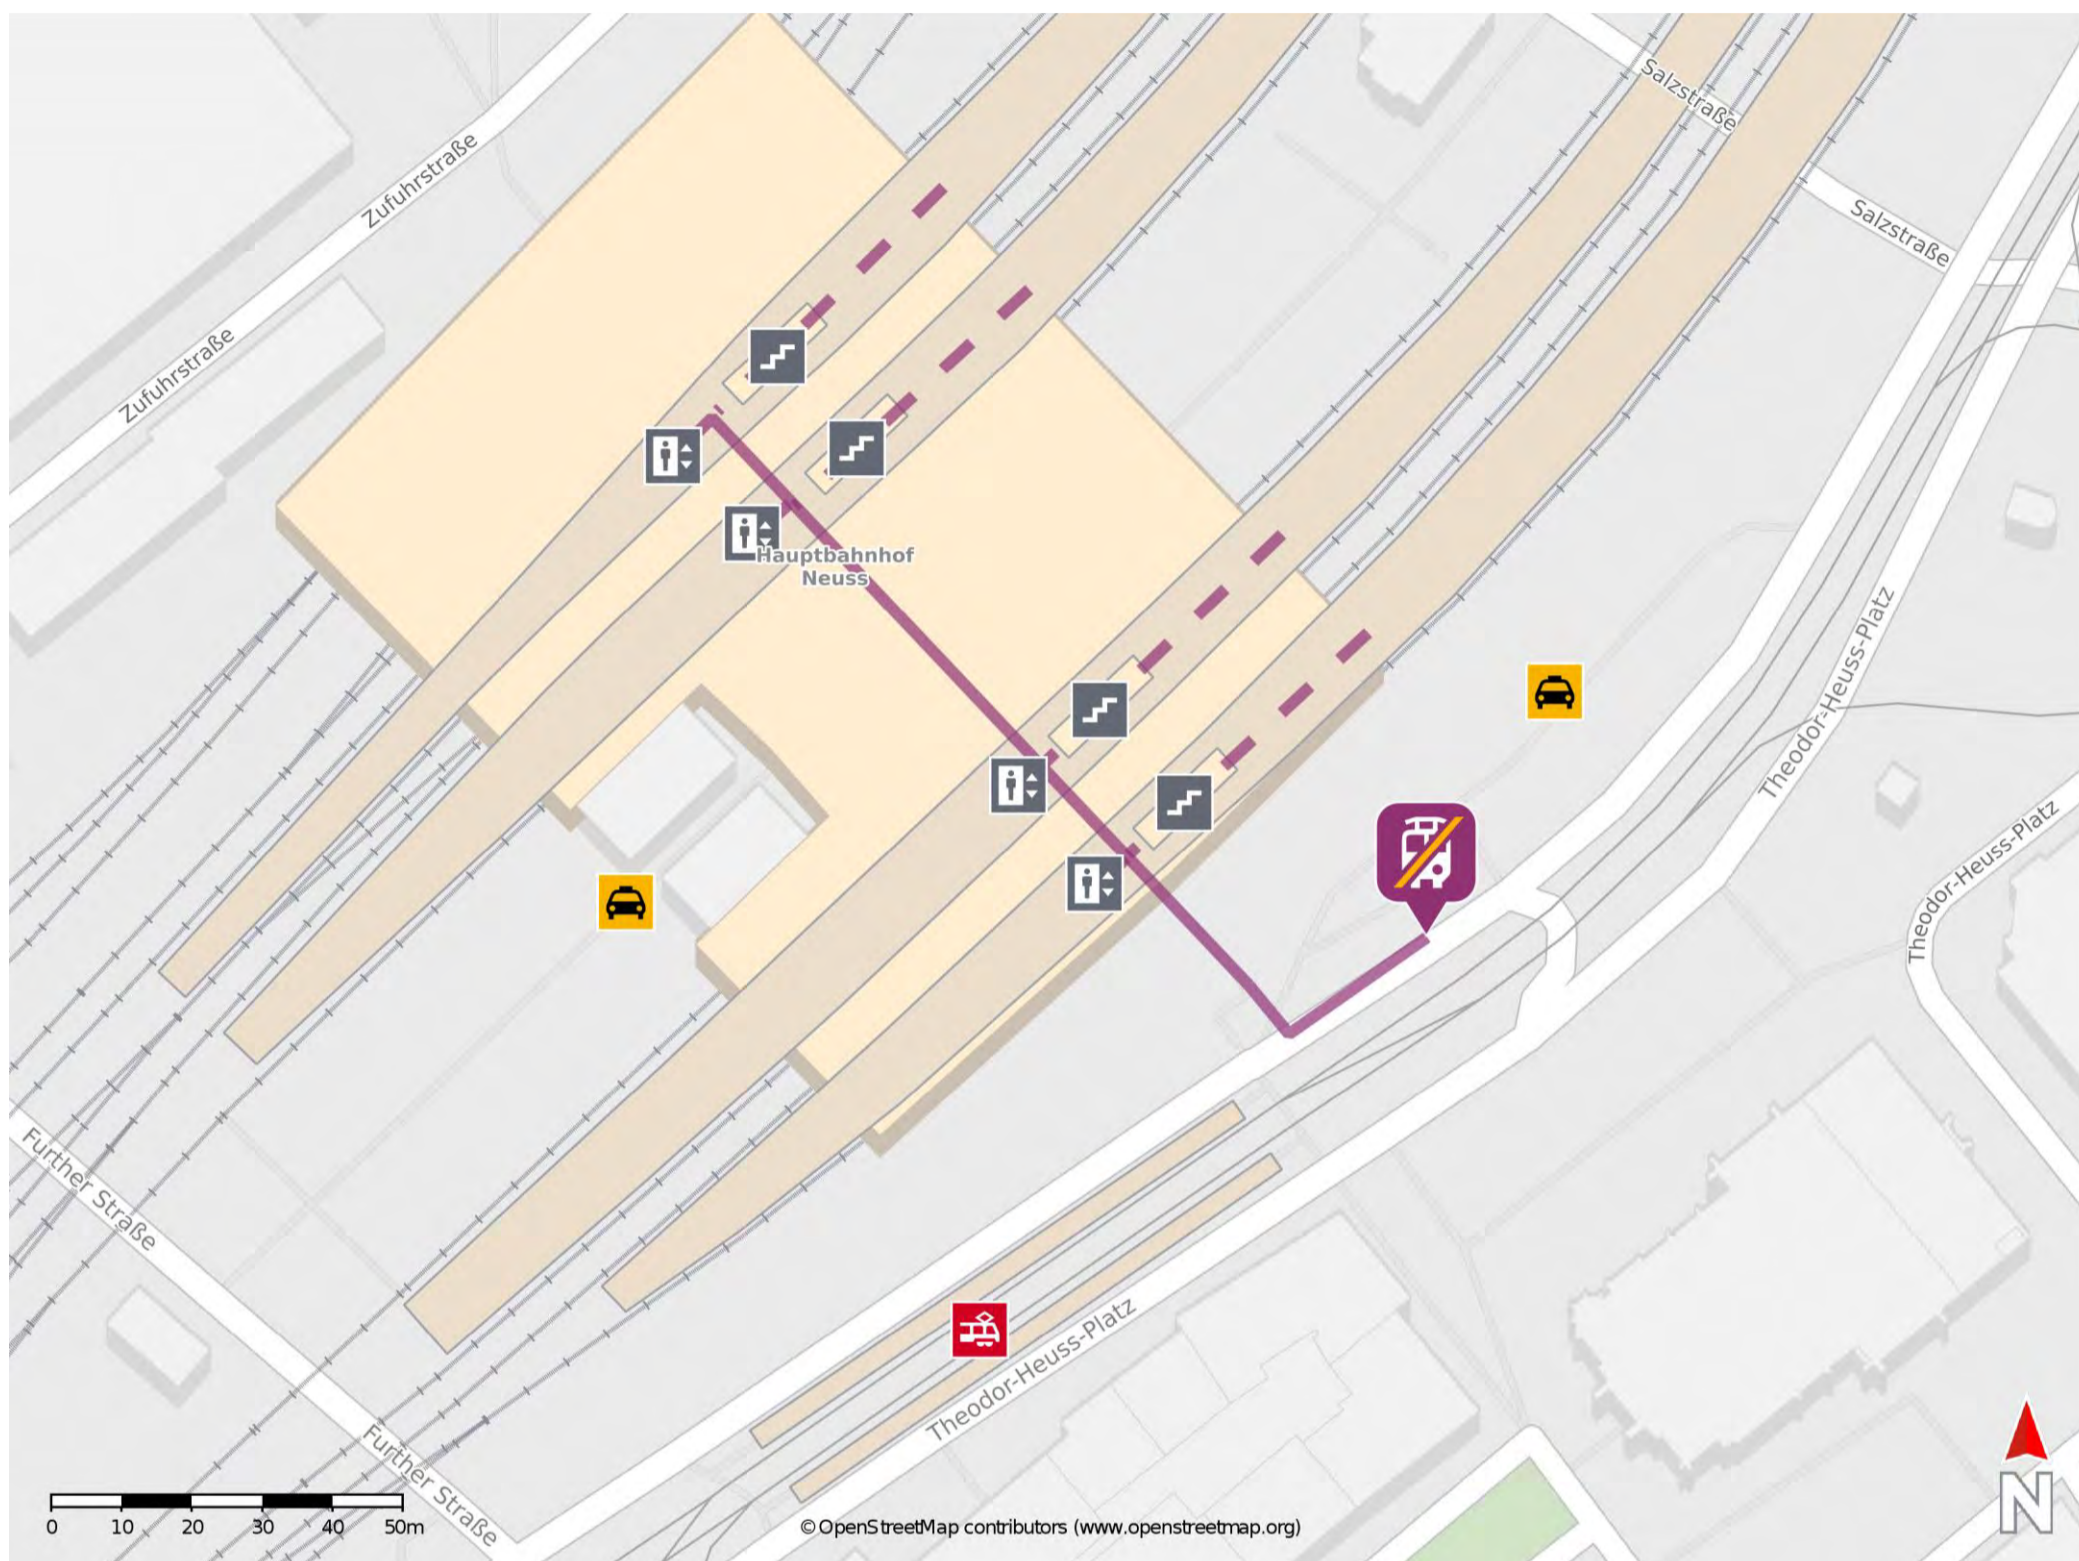 Salzstraße
Zufuhrstraße
Salzstraße
Zufuhrstraße
Hauptbahnhof
Neuss
Theodor-Heuss-Platz
Theodor-Heuss-Platz
Further Straße
Theodor-Heuss-Platz
Further Straße
0 10 20 30 40 50m
© OpenStreetMap contributors (www.openstreetmap.org)
N